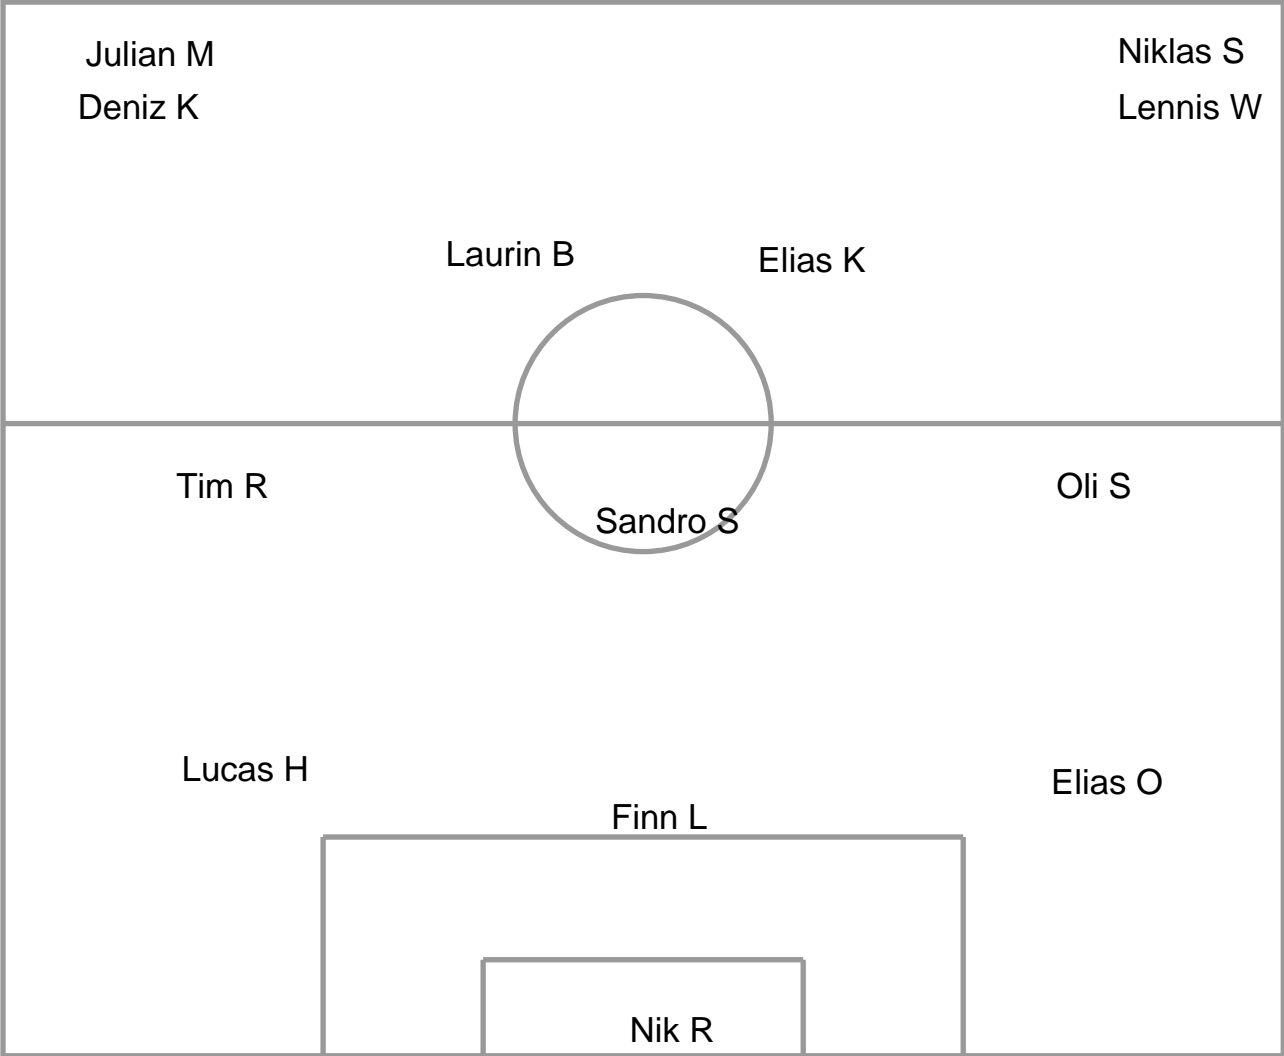 Julian M
Niklas S
Deniz K
Lennis W
Laurin B
Elias K
Tim R
Oli S
Sandro S
Lucas H
Elias O
Finn L
Nik R